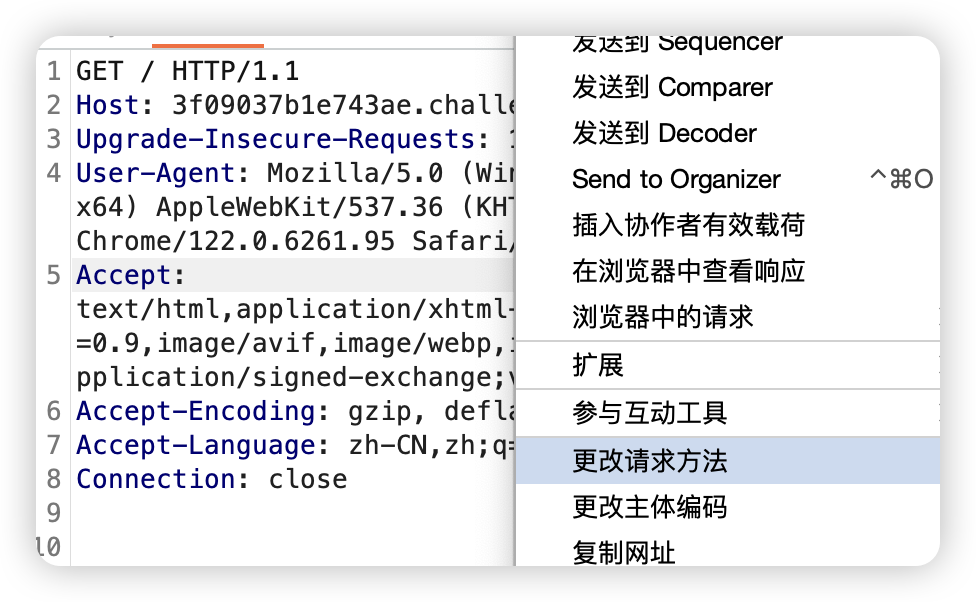 1 GET / HTTP/1.1
2 Host: 3f09037b1e743ae.challe
3 Upgrade-Insecure-Requests: 1
4 User-Agent: Mozilla/5.0 (Win
x64) AppleWebKit/537.36 (KHT
Chrome/122.0.6261.95 Safari/
5 Accept:
text/html,application/xhtml-
=0.9,image/avif,image/webp,i
pplication/signed-exchange;v
6 Accept-Encoding: gzip, defla
7 Accept-Language: zh-CN,zh;q=
8 Connection: close
9
10
发送到 Sequencer
发送到 Comparer
发送到 Decoder
Send to Organizer ^⌘O
插入协作者有效载荷
在浏览器中查看响应
浏览器中的请求
扩展
参与互动工具
更改请求方法
更改主体编码
复制网址